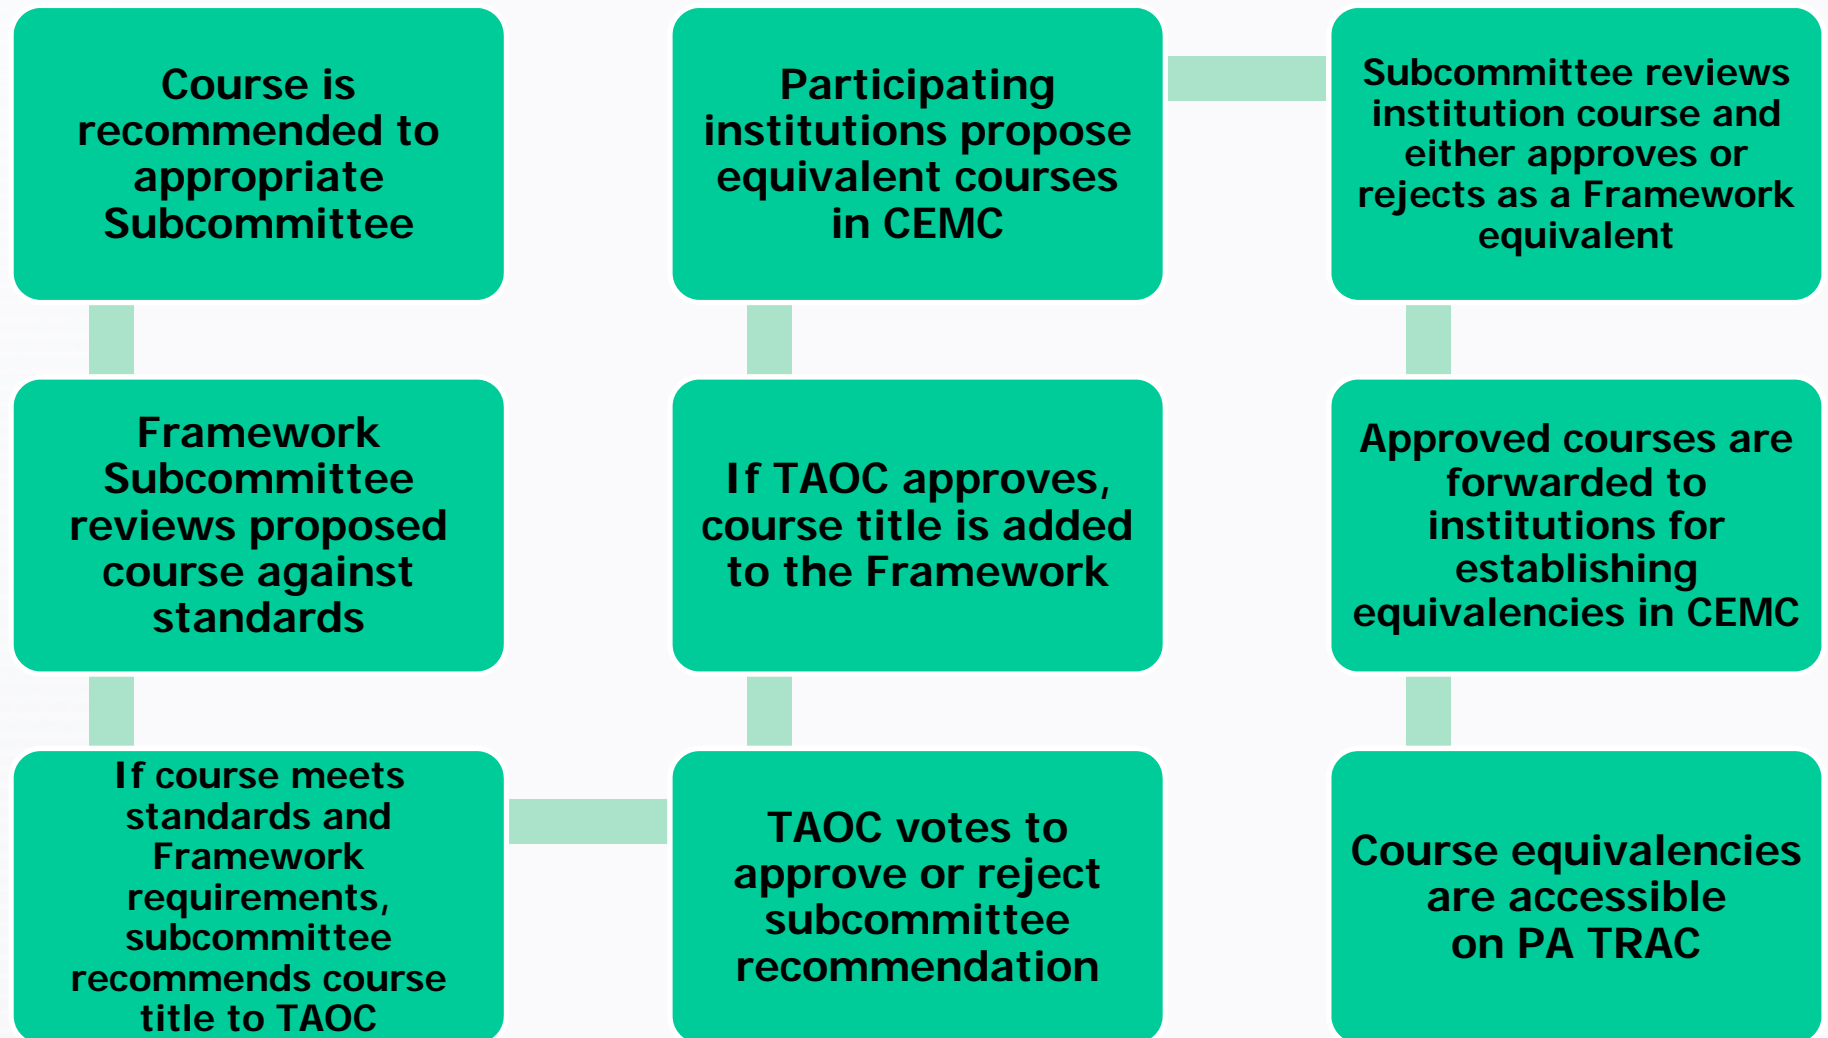 Course is
recommended to
appropriate
Subcommittee
Framework
Subcommittee
reviews proposed
course against
standards
If course meets
standards and
Framework
requirements,
subcommittee
recommends course
title to TAOC
TAOC votes to
approve or reject
subcommittee
recommendation
If TAOC approves,
course title is added
to the Framework
Participating
institutions propose
equivalent courses
in CEMC
Subcommittee reviews
institution course and
either approves or
rejects as a Framework
equivalent
Approved courses are
forwarded to
institutions for
establishing
equivalencies in CEMC
Course equivalencies
are accessible
on PA TRAC